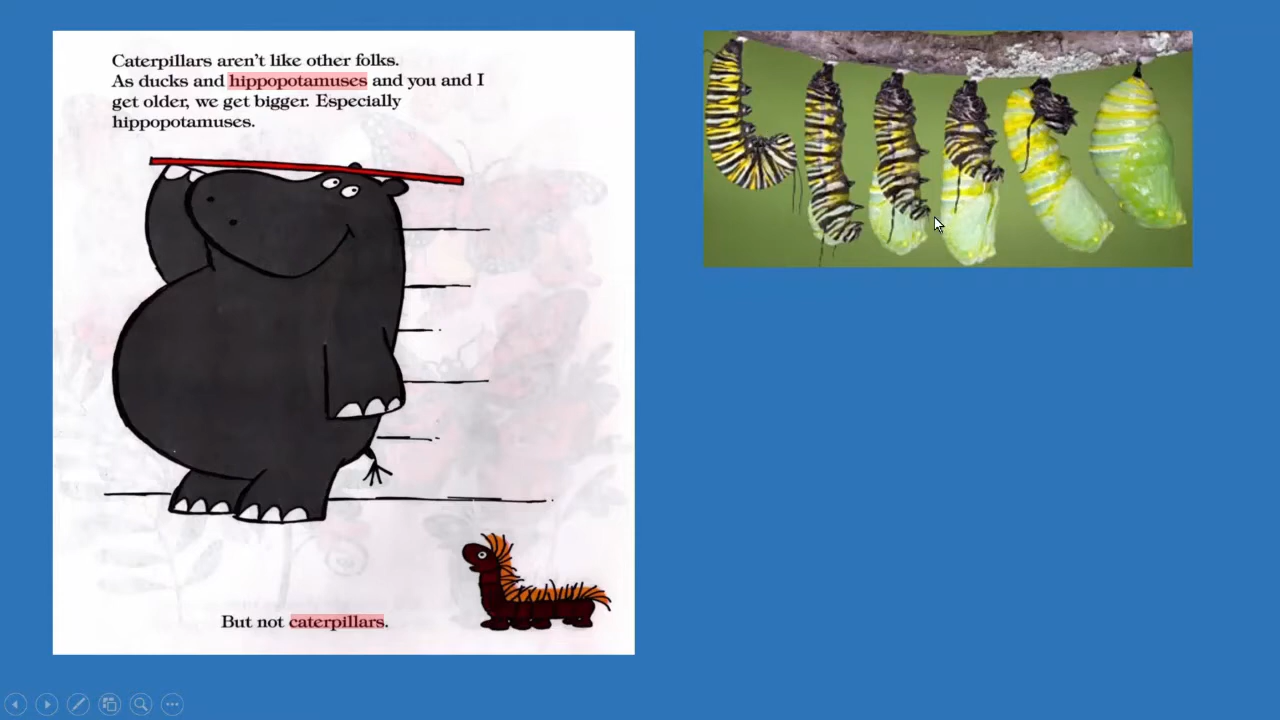 Caterpillars aren't like other folks.
As ducks and hippopotamuses and you and I
get older, we get bigger. Especially
hippopotamuses.
But not caterpillars.